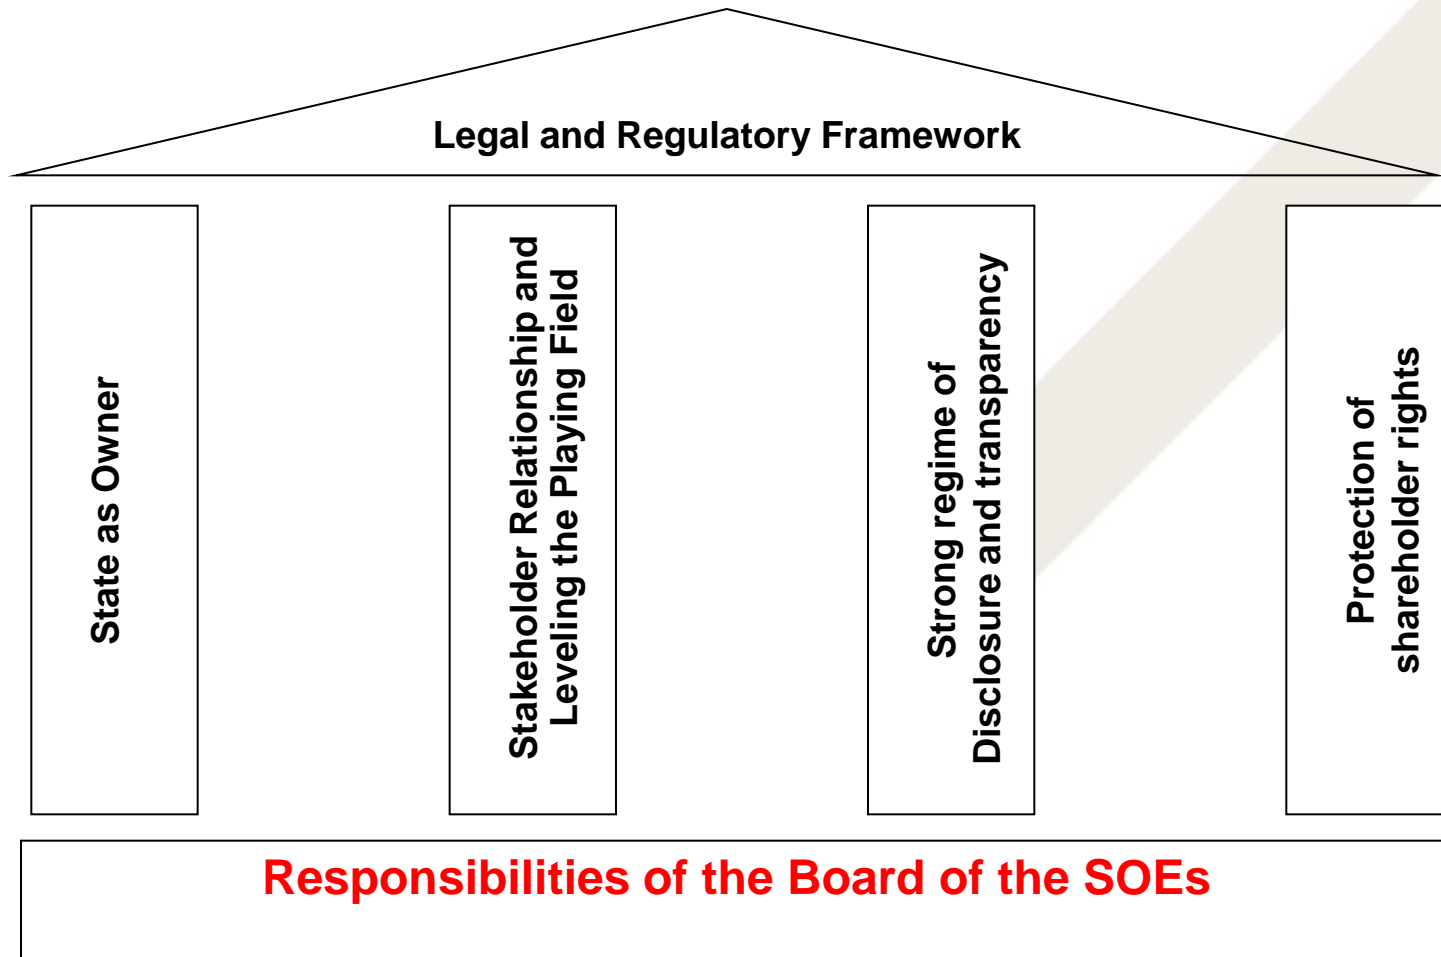 Legal and Regulatory Framework
State as Owner
Stakeholder Relationship and
Leveling the Playing Field
Strong regime of
Disclosure and transparency
Protection of
shareholder rights
Responsibilities of the Board of the SOEs